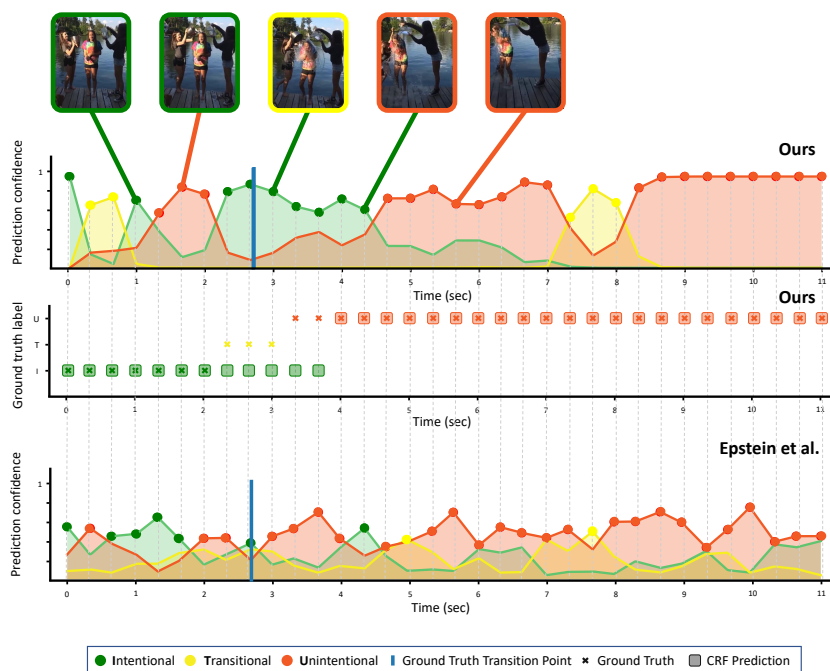 Ours
1
Prediction confidence
0 1 2 3 4 5 6 7 8 9 10 11
Time (sec)
Ours
U
T
I
Ground truth label
0 1 2 3 4 5 6 7 8 9 10 11
Time (sec)
Epstein et al.
1
Prediction confidence
0 1 2 3 4 5 6 7 8 9 10 11
Time (sec)
Intentional Transitional Unintentional Ground Truth Transition Point Ground Truth CRF Prediction